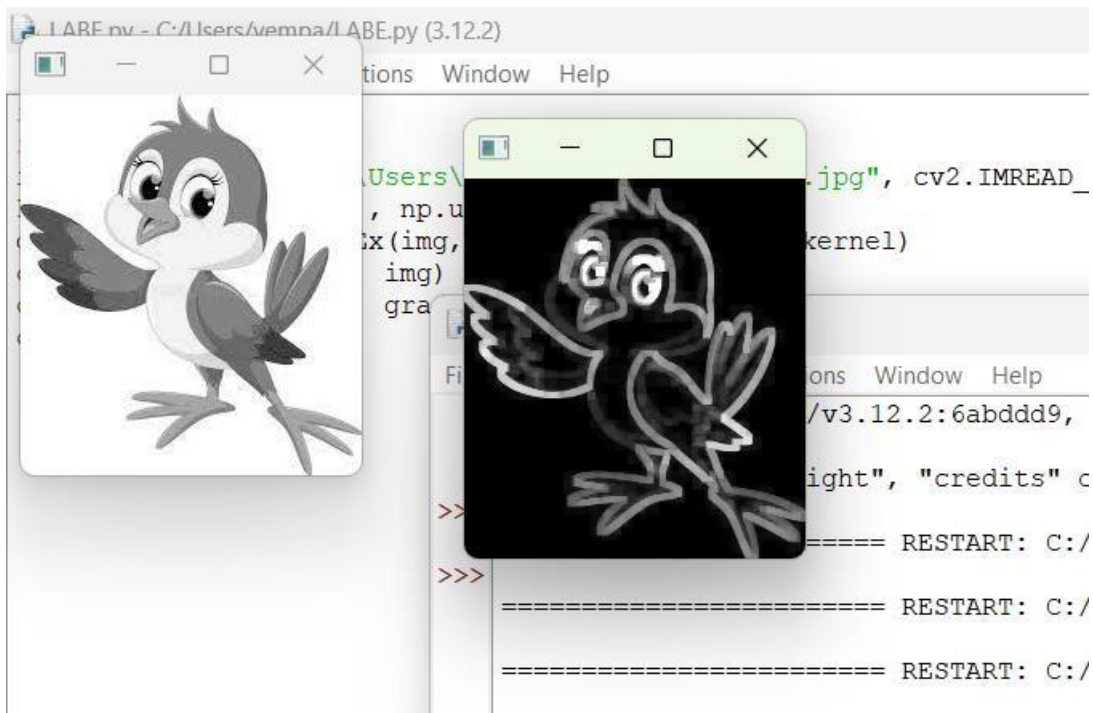 LABE.py - C:/Users/vempa/LABE.py (3.12.2)
tions Window Help
\Users\ .jpg", cv2.IMREAD_
, np.u
Ex(img, kernel)
img)
gra
Fi ions Window Help
/v3.12.2:6abddd9,
ight", "credits" c
>>
===== RESTART: C:/
>>>
======================== RESTART: C:/
======================== RESTART: C:/